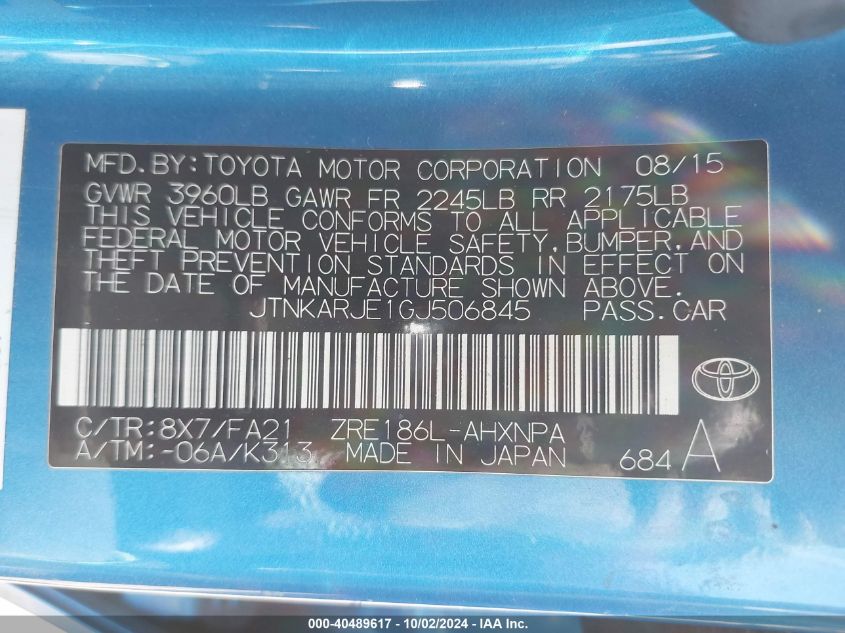 MFD.BY:TOYOTA MOTOR CORPORATION 08/15
GVWR 3960LB GAWR FR 2245LB RR 2175LB
THIS VEHICLE CONFORMS TO ALL APPLICABLE
FEDERAL MOTOR VEHICLE SAFETY, BUMPER, AND
THEFT PREVENTION STANDARDS IN EFFECT ON
THE DATE OF MANUFACTURE SHOWN ABOVE.
JTNKARJE1GJ506845 PASS.CAR
C/TR:8X7/FA21 ZRE186L-AHXNPA
A/TM:-06A/K313 MADE IN JAPAN 684 A
000-40489617 - 10/02/2024 - IAA Inc.